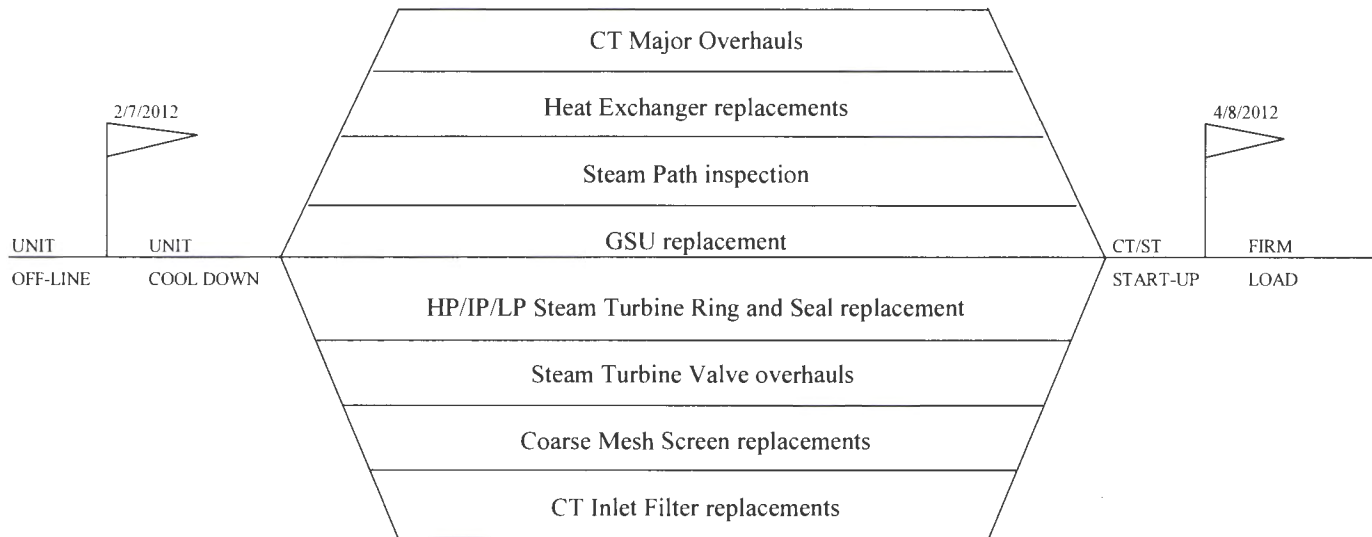 CT Major Overhauls
Heat Exchanger replacements
2/7/2012
4/8/2012
Steam Path inspection
UNIT
UNIT
GSU replacement
CT/ST
FIRM
OFF-LINE
COOL DOWN
START-UP
LOAD
HP/IP/LP Steam Turbine Ring and Seal replacement
Steam Turbine Valve overhauls
Coarse Mesh Screen replacements
CT Inlet Filter replacements